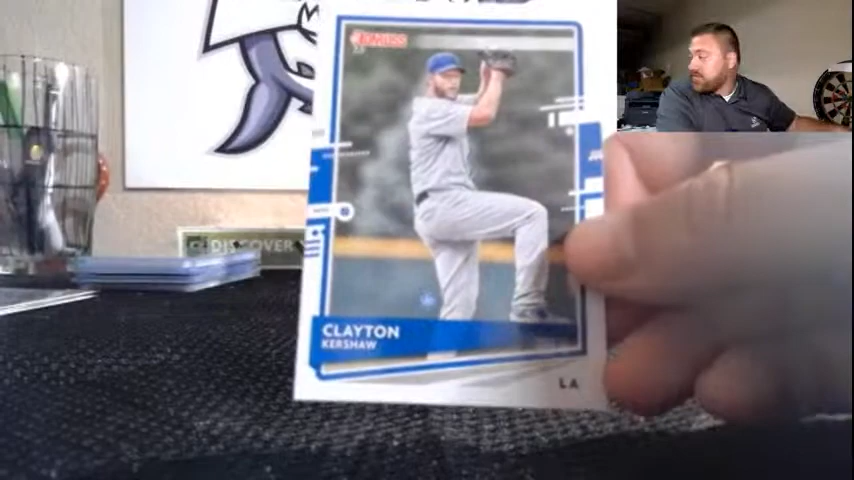 DONRUSS
CLAYTON
KERSHAW
LA
DISCOVER